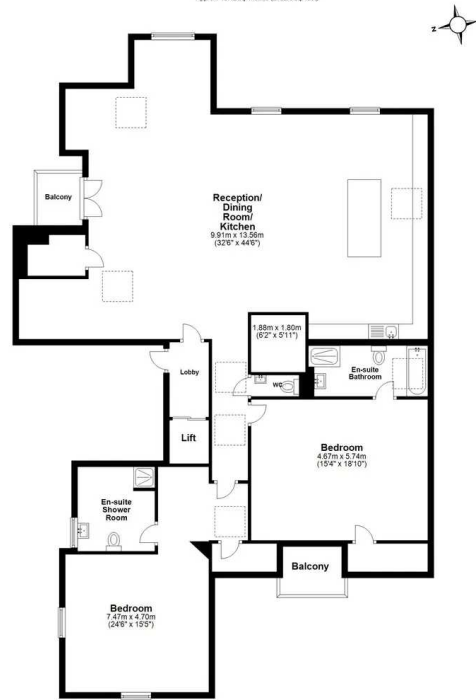 z
Balcony
Reception/
Dining
Room/
Kitchen
9.91m x 13.56m
(32'6" x 44'6")
1.88m x 1.80m
(6'2" x 5'11")
Lobby
WC
En-suite
Bathroom
Lift
Bedroom
4.67m x 5.74m
(15'4" x 18'10")
En-suite
Shower
Room
Balcony
Bedroom
7.47m x 4.70m
(24'6" x 15'5")